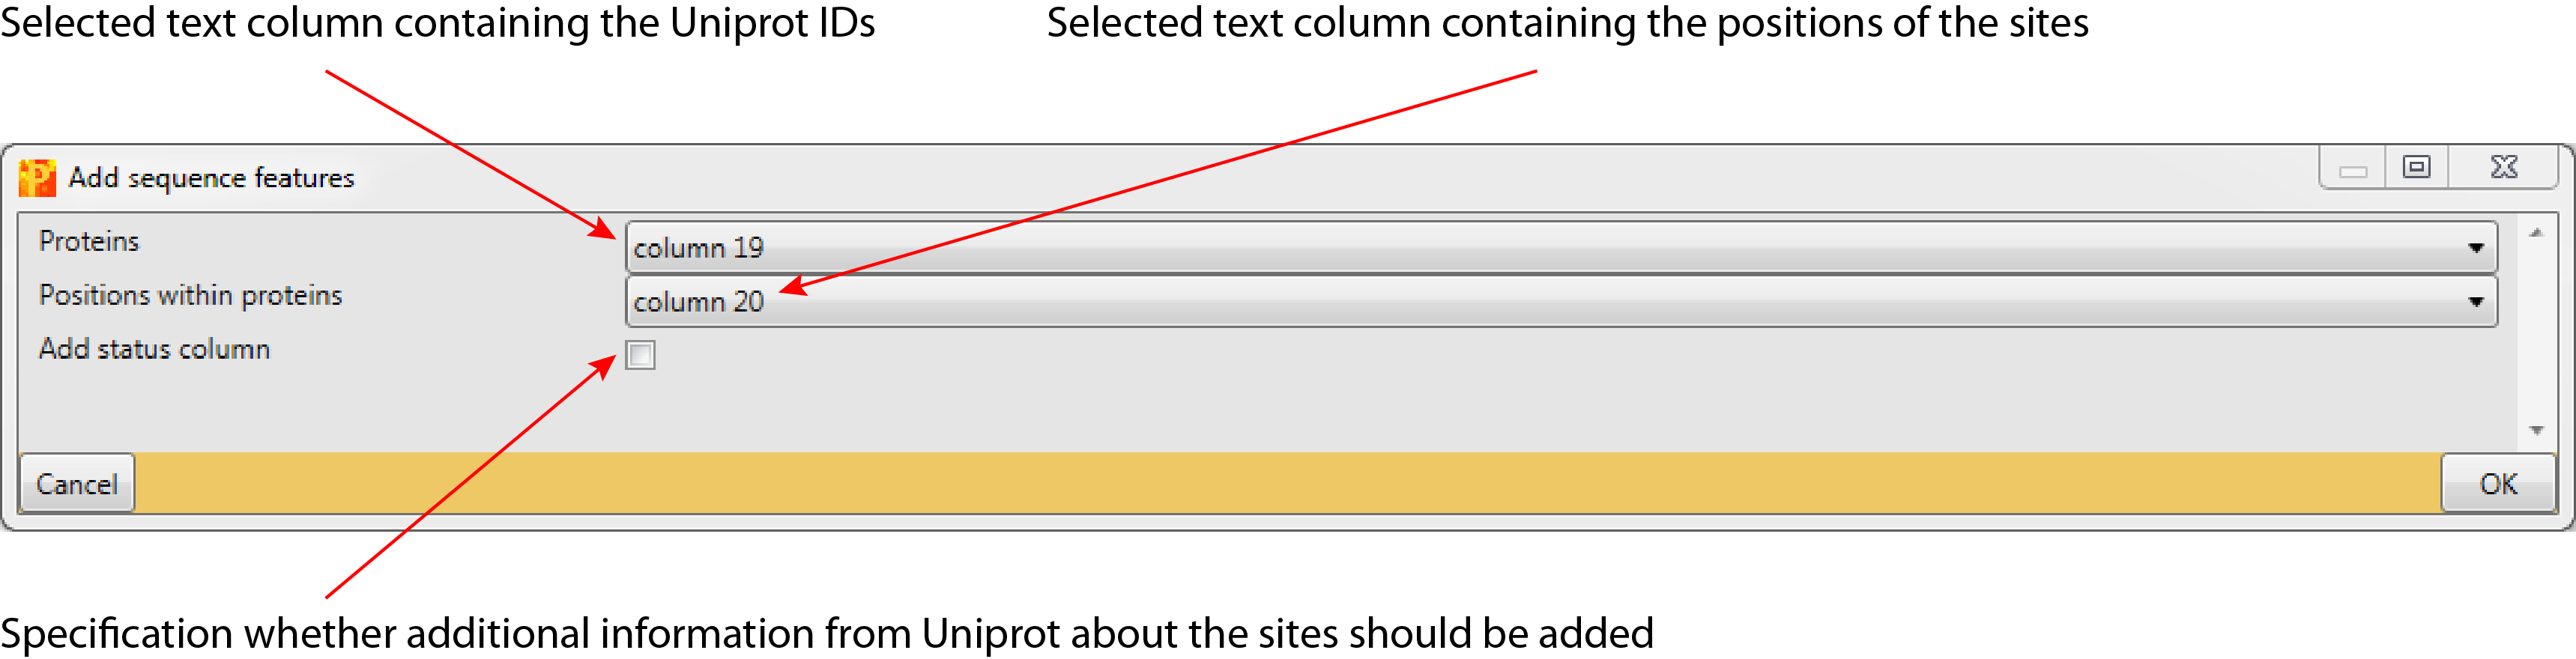 Selected text column containing the Uniprot IDs
Selected text column containing the positions of the sites
Add sequence features
Proteins
column 19
Positions within proteins
column 20
Add status column
Cancel
OK
Specification whether additional information from Uniprot about the sites should be added